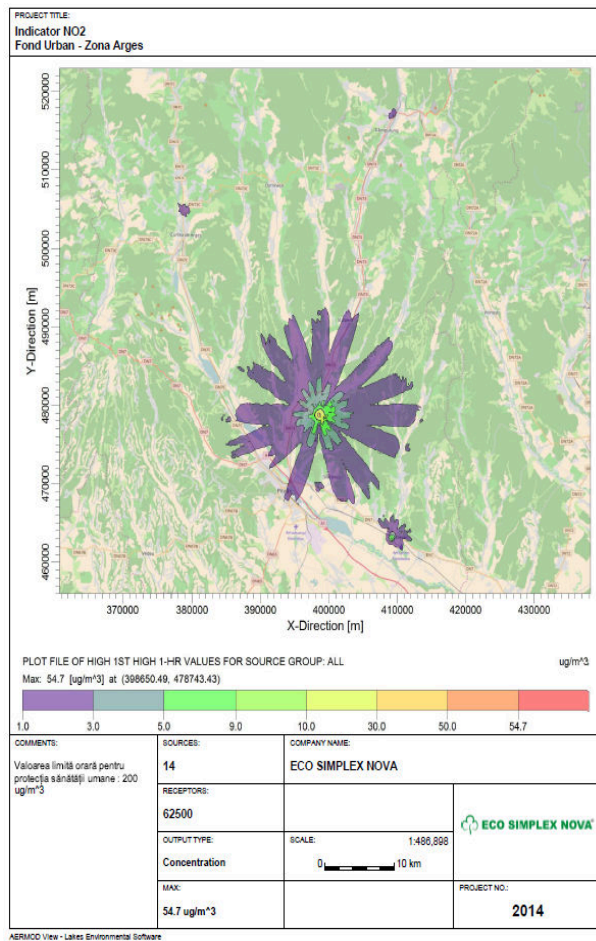 PROJECT TITLE:
Indicator NO2
Fond Urban - Zona Arges
Y-Direction [m]
520000
510000
500000
490000
480000
470000
460000
370000 380000 390000 400000 410000 420000 430000
X-Direction [m]
PLOT FILE OF HIGH 1ST HIGH 1-HR VALUES FOR SOURCE GROUP: ALL
ug/m^3
Max: 54.7 [ug/m^3] at (398650.49, 478743.43)
1.0 3.0 5.0 9.0 10.0 30.0 50.0 54.7
COMMENTS:
Valoarea limită orară pentru
protecția sănătății umane : 200
ug/m^3
SOURCES:
14
COMPANY NAME:
ECO SIMPLEX NOVA
RECEPTORS:
62500
OUTPUT TYPE:
Concentration
SCALE:
1:486,898
0 10 km
ECO SIMPLEX NOVA
MAX:
54.7 ug/m^3
PROJECT NO.:
2014
AERMOD View - Lakes Environmental Software